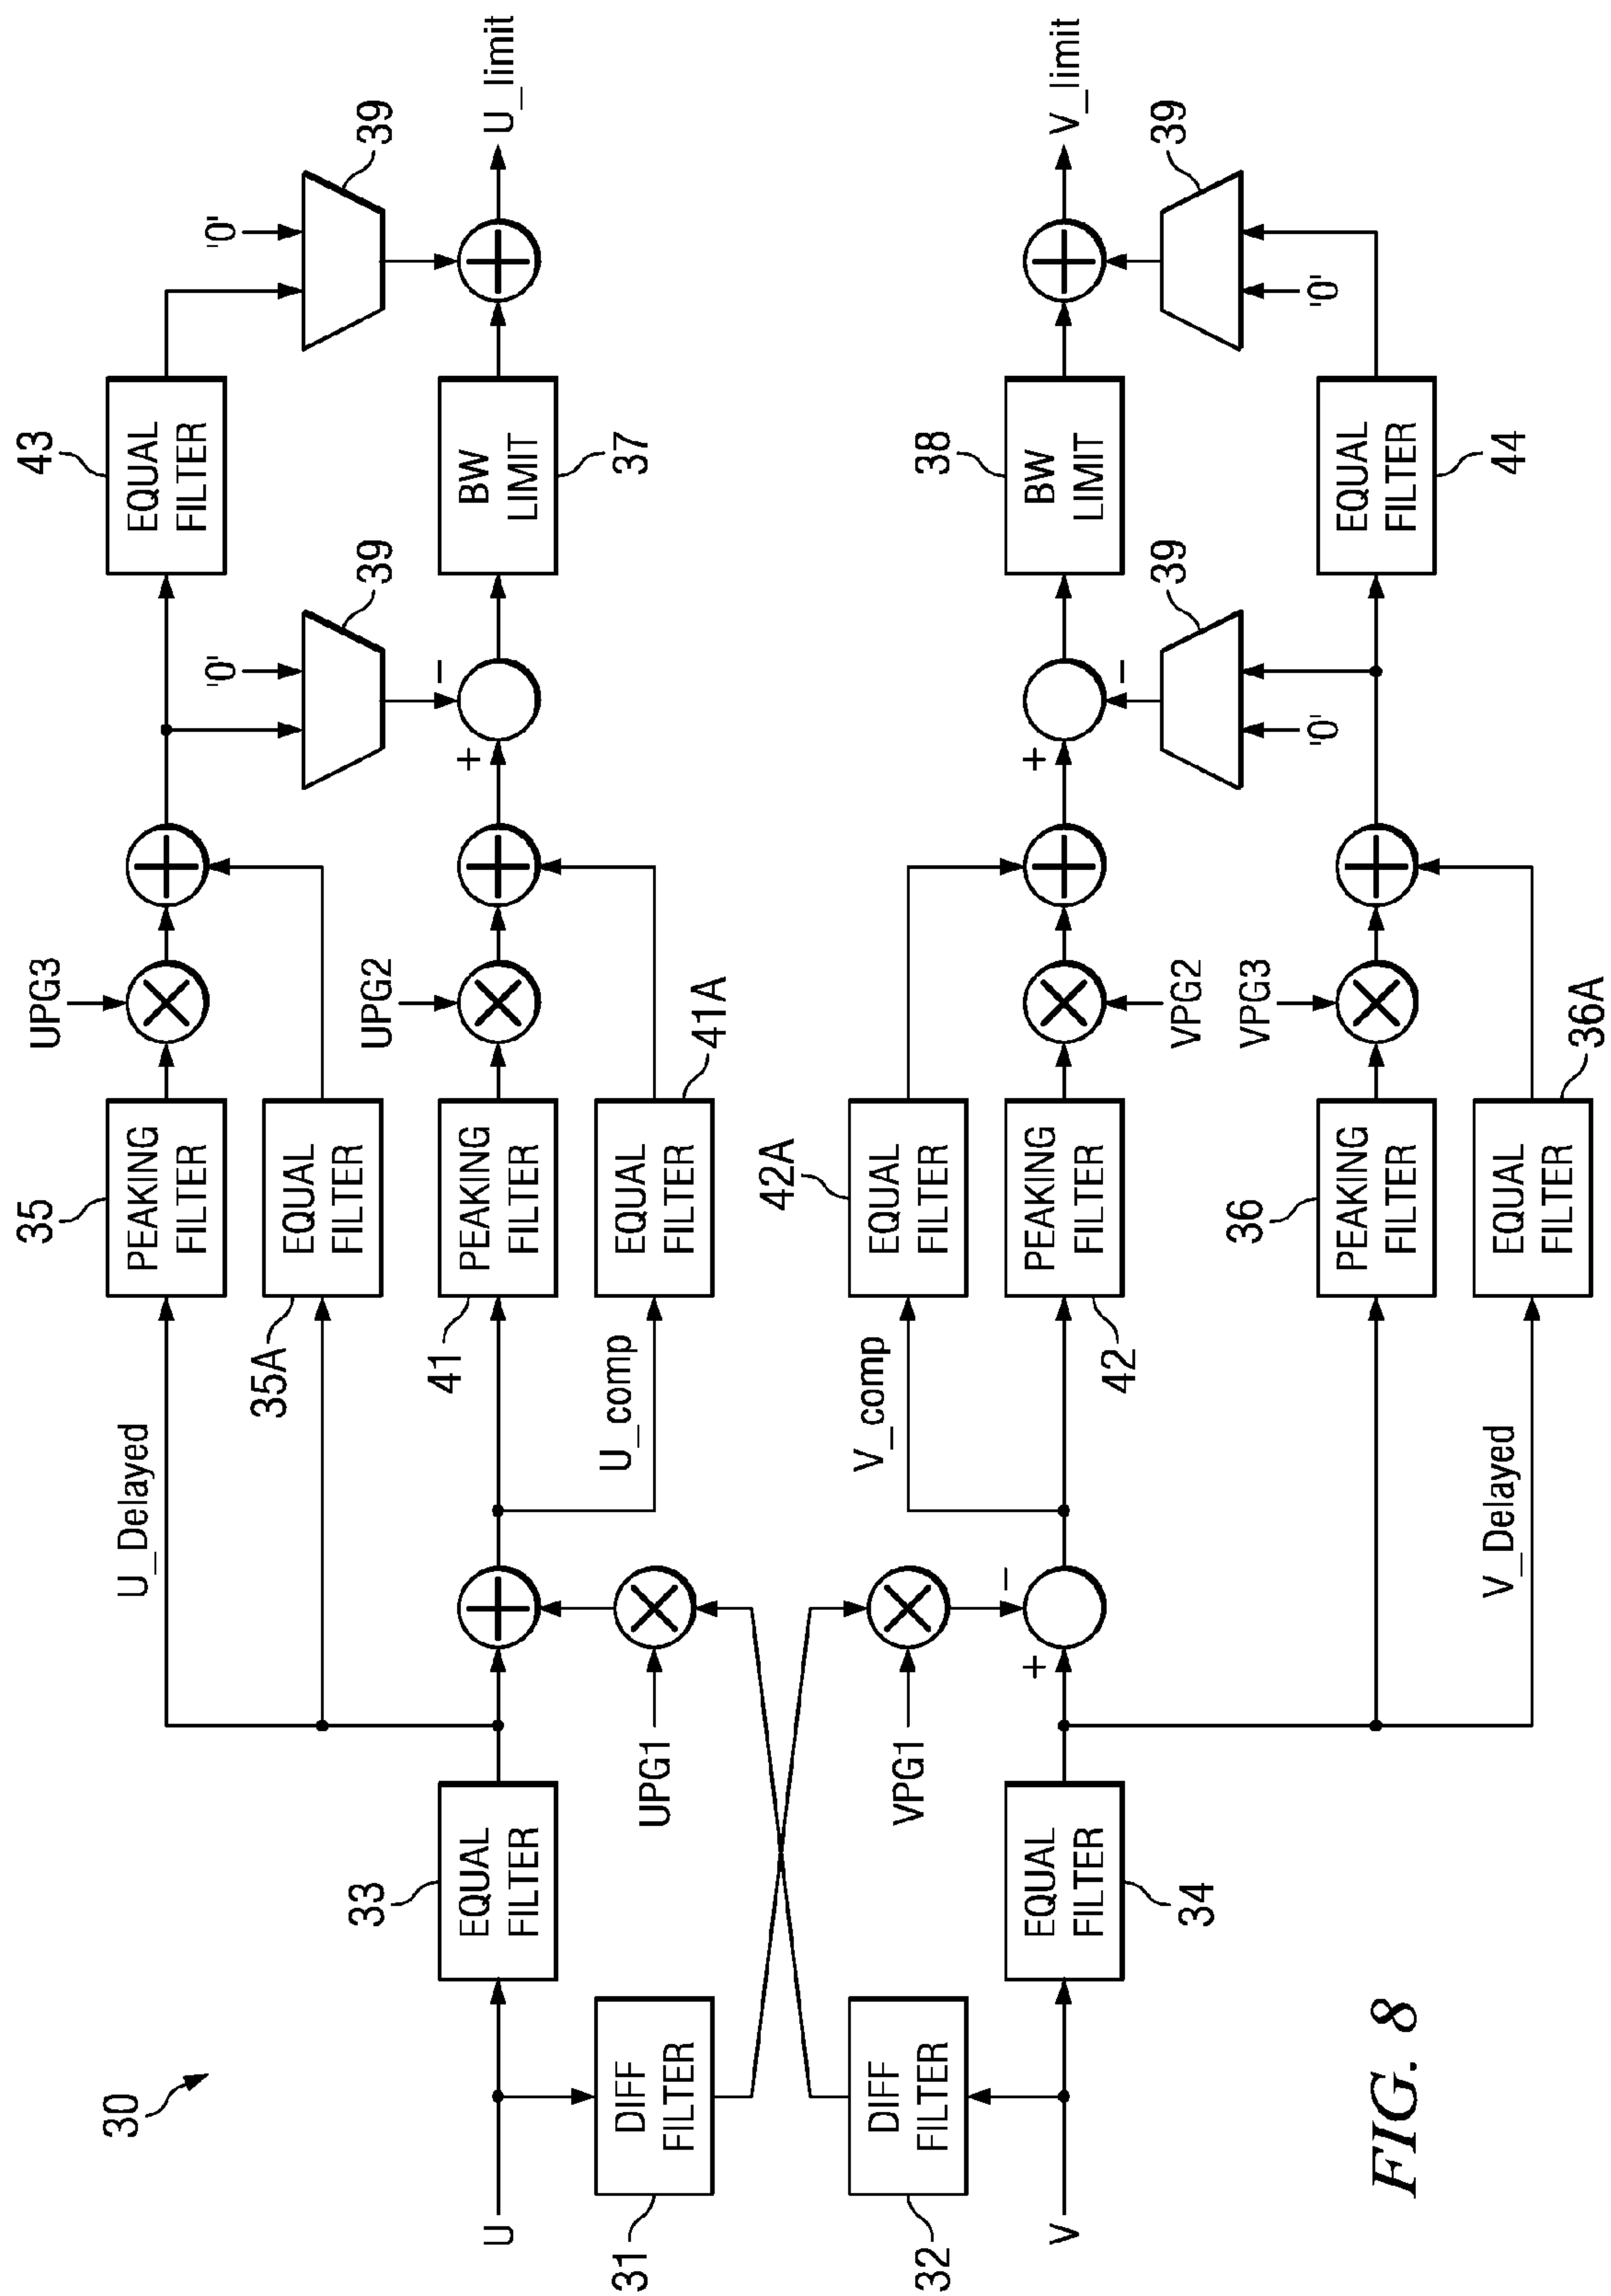 30
U
V
31
DIFF
FILTER
32
DIFF
FILTER
33
EQUAL
FILTER
34
EQUAL
FILTER
UPG1
VPG1
U_Delayed
U_comp
V_comp
V_Delayed
+
-
35
PEAKING
FILTER
35A
EQUAL
FILTER
41
PEAKING
FILTER
41A
EQUAL
FILTER
42A
EQUAL
FILTER
42
PEAKING
FILTER
36
PEAKING
FILTER
36A
EQUAL
FILTER
UPG3
UPG2
VPG2
VPG3
'0'
39
+
-
+
-
39
'0'
43
EQUAL
FILTER
37
BW
LIMIT
38
BW
LIMIT
44
EQUAL
FILTER
'0'
39
U_limit
V_limit
39
'0'
FIG. 8